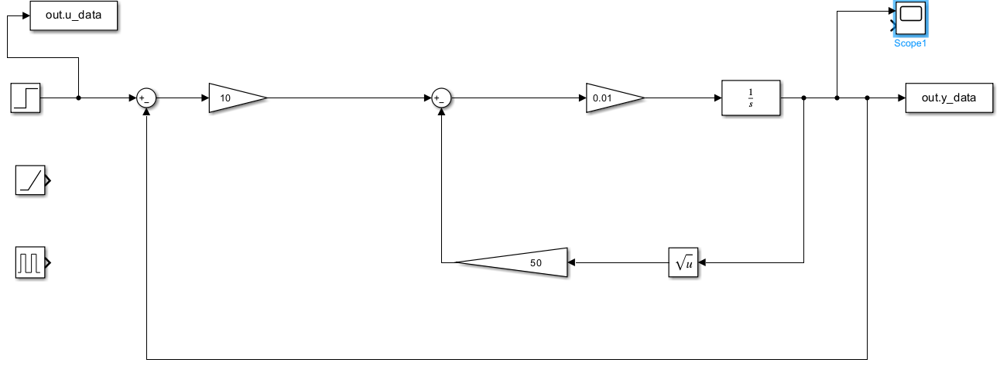 out.u_data
Scope1
+
−
10
+
−
0.01
1
s
out.y_data
50
√u